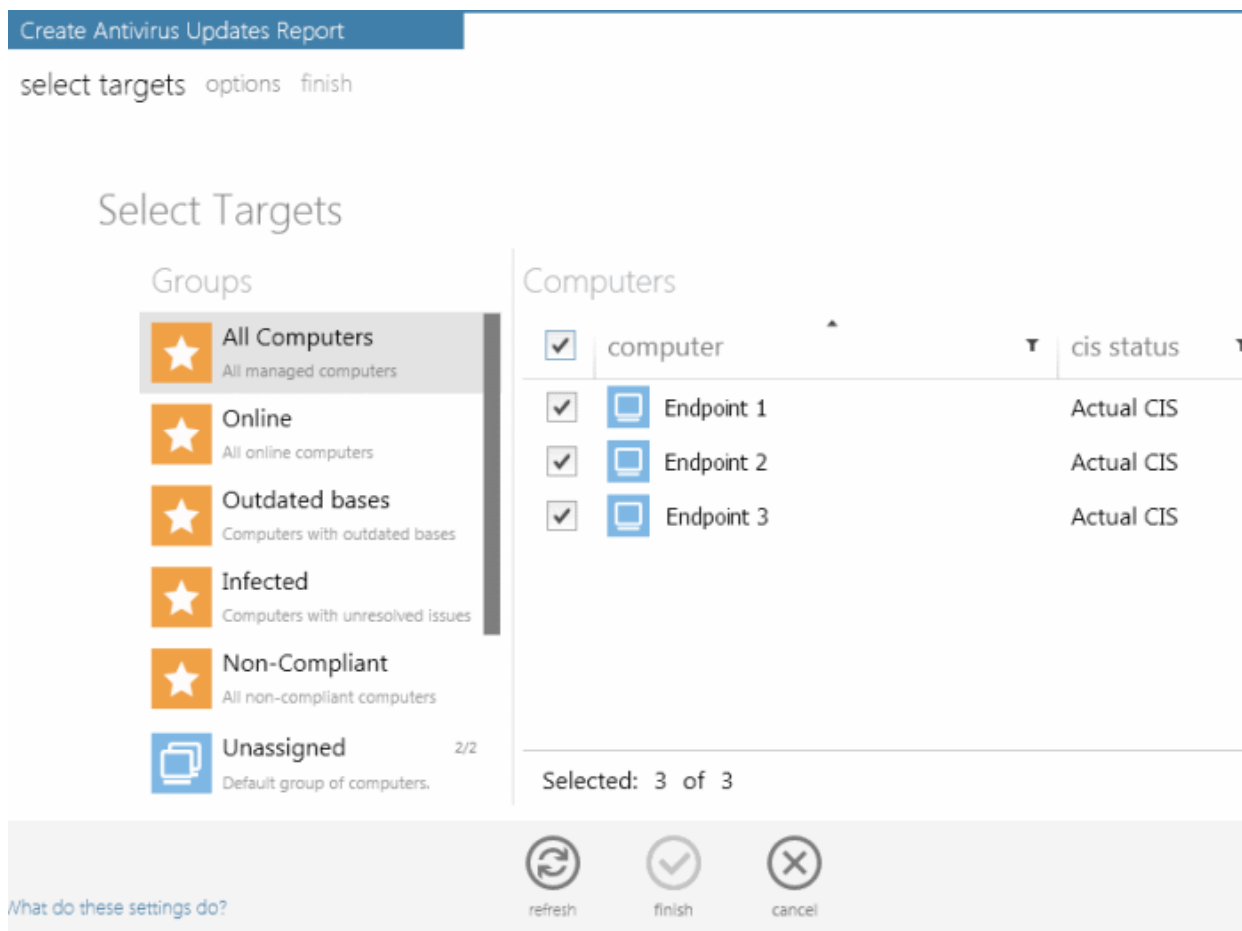 Create Antivirus Updates Report
select targets options finish
Select Targets
Groups
All Computers
All managed computers
Online
All online computers
Outdated bases
Computers with outdated bases
Infected
Computers with unresolved issues
Non-Compliant
All non-compliant computers
Unassigned 2/2
Default group of computers.
Computers
computer cis status
Endpoint 1 Actual CIS
Endpoint 2 Actual CIS
Endpoint 3 Actual CIS
Selected: 3 of 3
What do these settings do?
refresh finish cancel